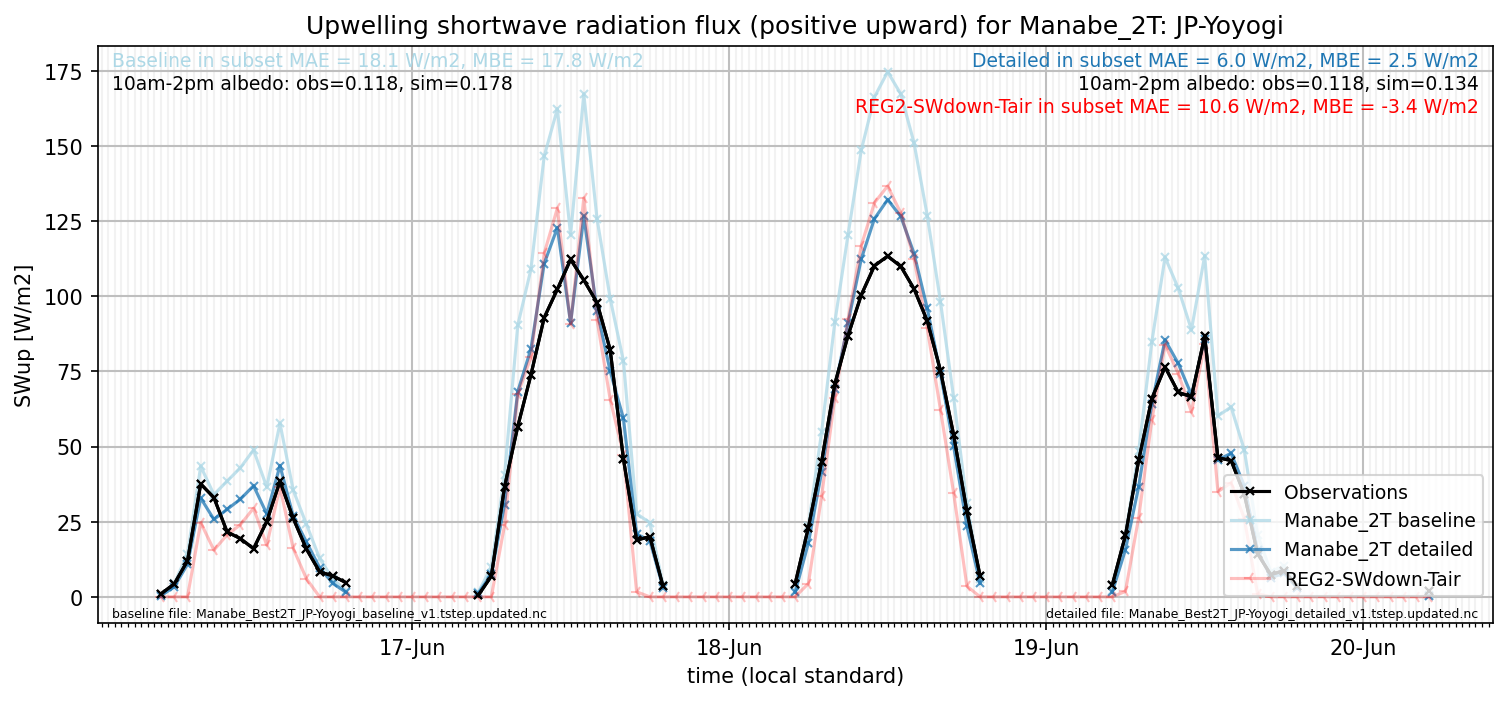 Upwelling shortwave radiation flux (positive upward) for Manabe_2T: JP-Yoyogi
Baseline in subset MAE = 18.1 W/m2, MBE = 17.8 W/m2
10am-2pm albedo: obs=0.118, sim=0.178
Detailed in subset MAE = 6.0 W/m2, MBE = 2.5 W/m2
10am-2pm albedo: obs=0.118, sim=0.134
REG2-SWdown-Tair in subset MAE = 10.6 W/m2, MBE = -3.4 W/m2
SWup [W/m2]
175
150
125
100
75
50
25
0
Observations
Manabe_2T baseline
Manabe_2T detailed
REG2-SWdown-Tair
baseline file: Manabe_Best2T_JP-Yoyogi_baseline_v1.tstep.updated.nc
detailed file: Manabe_Best2T_JP-Yoyogi_detailed_v1.tstep.updated.nc
17-Jun
18-Jun
19-Jun
20-Jun
time (local standard)